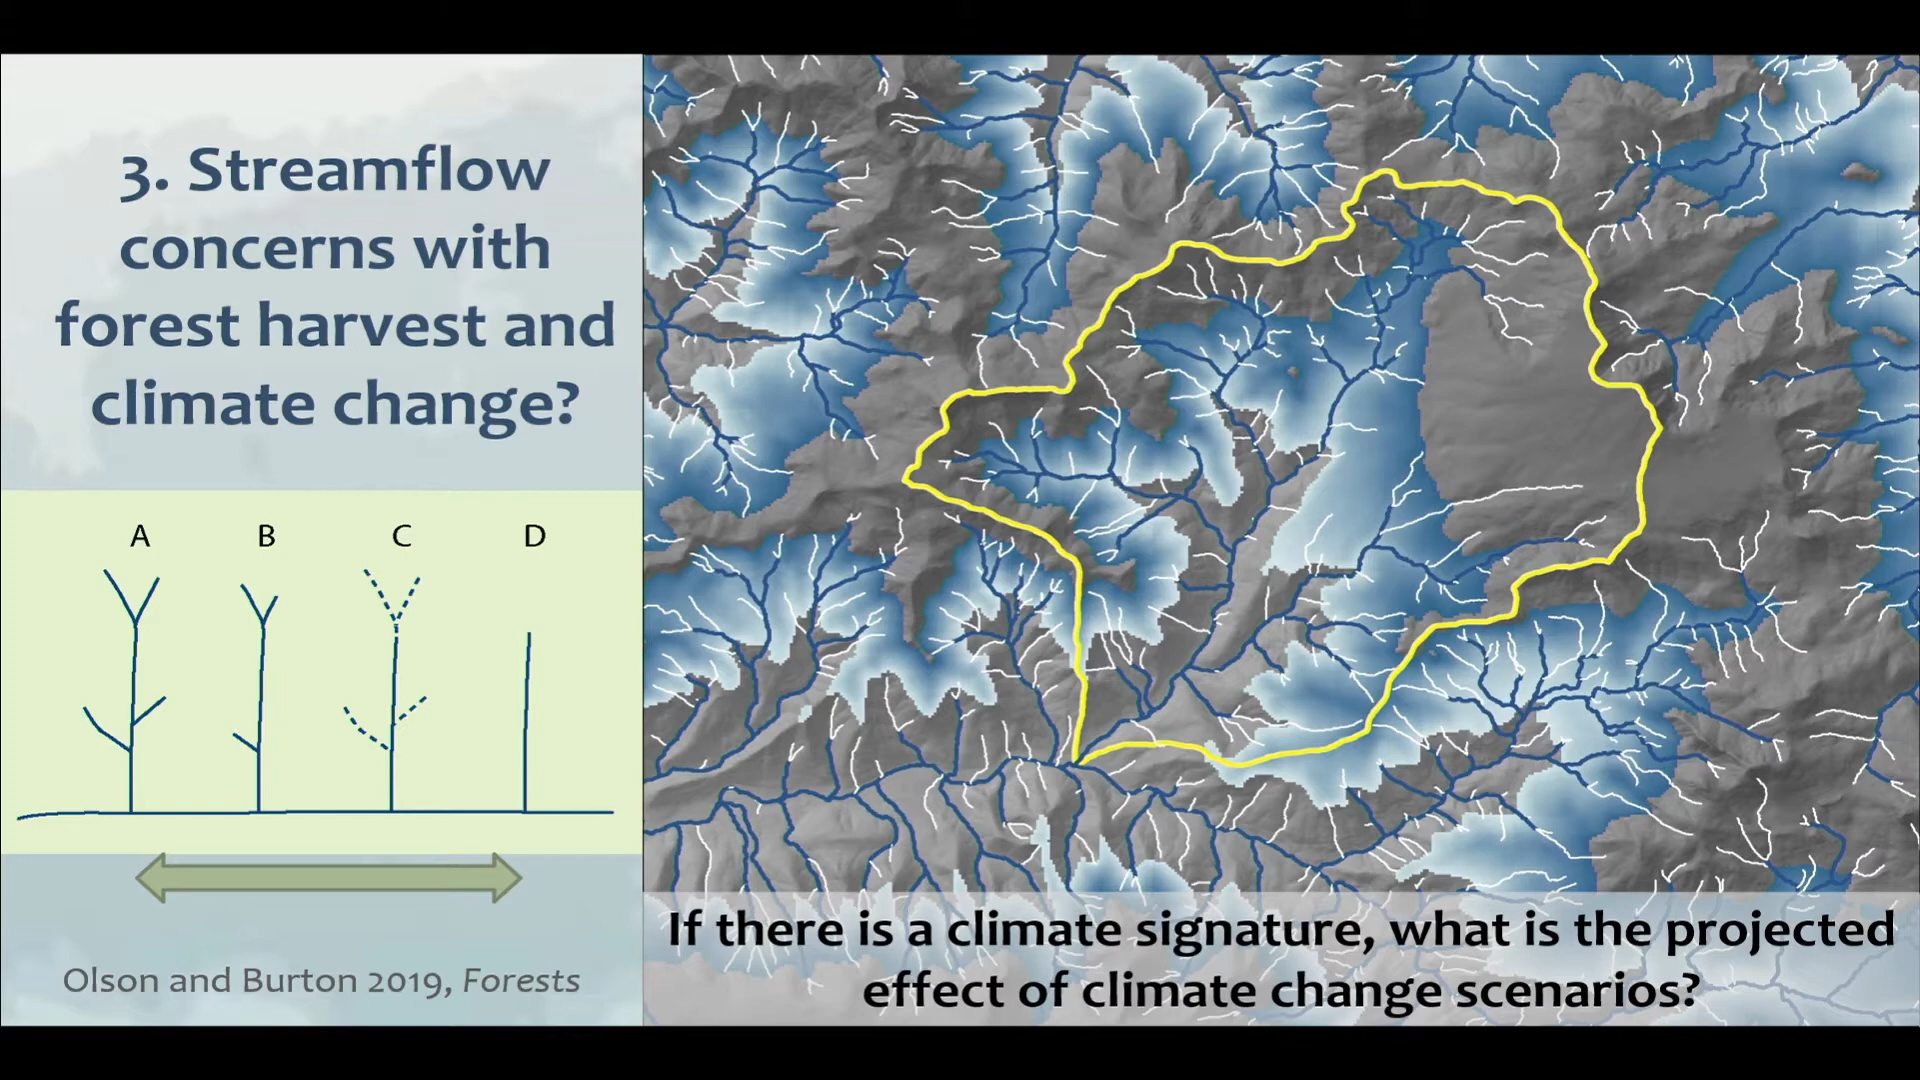 3. Streamflow
concerns with
forest harvest and
climate change?
A B C D
Olson and Burton 2019, Forests
If there is a climate signature, what is the projected
effect of climate change scenarios?